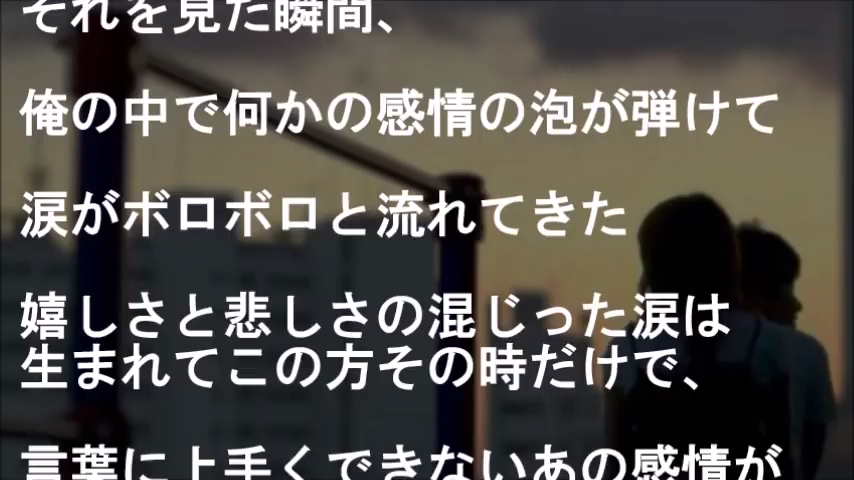 それを見た瞬間、
俺の中で何かの感情の泡が弾けて
涙がボロボロと流れてきた
嬉しさと悲しさの混じった涙は
生まれてこの方その時だけで、
言葉に上手くできないあの感情が